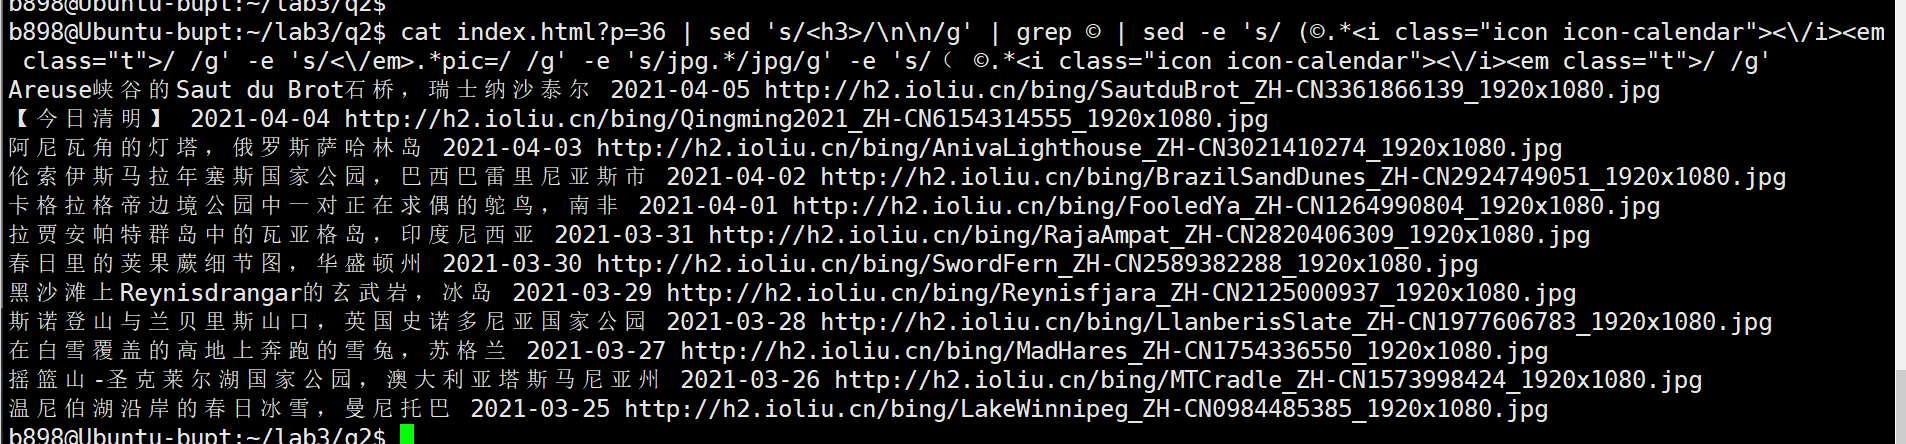 b898@Ubuntu-bupt:~/lab3/q2$
b898@Ubuntu-bupt:~/lab3/q2$ cat index.html?p=36 | sed 's/<h3>/\n\n/g' | grep © | sed -e 's/ (©.*<i class="icon icon-calendar"><\/i><em
 class="t">/ /g' -e 's/<\/em>.*pic=/ /g' -e 's/jpg.*/jpg/g' -e 's/（ ©.*<i class="icon icon-calendar"><\/i><em class="t">/ /g'
Areuse峡谷的Saut du Brot石桥，瑞士纳沙泰尔 2021-04-05 http://h2.ioliu.cn/bing/SautduBrot_ZH-CN3361866139_1920x1080.jpg
【今日清明】 2021-04-04 http://h2.ioliu.cn/bing/Qingming2021_ZH-CN6154314555_1920x1080.jpg
阿尼瓦角的灯塔，俄罗斯萨哈林岛 2021-04-03 http://h2.ioliu.cn/bing/AnivaLighthouse_ZH-CN3021410274_1920x1080.jpg
伦索伊斯马拉年塞斯国家公园，巴西巴雷里尼亚斯市 2021-04-02 http://h2.ioliu.cn/bing/BrazilSandDunes_ZH-CN2924749051_1920x1080.jpg
卡格拉格帝边境公园中一对正在求偶的鸵鸟，南非 2021-04-01 http://h2.ioliu.cn/bing/FooledYa_ZH-CN1264990804_1920x1080.jpg
拉贾安帕特群岛中的瓦亚格岛，印度尼西亚 2021-03-31 http://h2.ioliu.cn/bing/RajaAmpat_ZH-CN2820406309_1920x1080.jpg
春日里的荚果蕨细节图，华盛顿州 2021-03-30 http://h2.ioliu.cn/bing/SwordFern_ZH-CN2589382288_1920x1080.jpg
黑沙滩上Reynisdrangar的玄武岩，冰岛 2021-03-29 http://h2.ioliu.cn/bing/Reynisfjara_ZH-CN2125000937_1920x1080.jpg
斯诺登山与兰贝里斯山口，英国史诺多尼亚国家公园 2021-03-28 http://h2.ioliu.cn/bing/LlanberisSlate_ZH-CN1977606783_1920x1080.jpg
在白雪覆盖的高地上奔跑的雪兔，苏格兰 2021-03-27 http://h2.ioliu.cn/bing/MadHares_ZH-CN1754336550_1920x1080.jpg
摇篮山-圣克莱尔湖国家公园，澳大利亚塔斯马尼亚州 2021-03-26 http://h2.ioliu.cn/bing/MTCradle_ZH-CN1573998424_1920x1080.jpg
温尼伯湖沿岸的春日冰雪，曼尼托巴 2021-03-25 http://h2.ioliu.cn/bing/LakeWinnipeg_ZH-CN0984485385_1920x1080.jpg
b898@Ubuntu-bupt:~/lab3/q2$